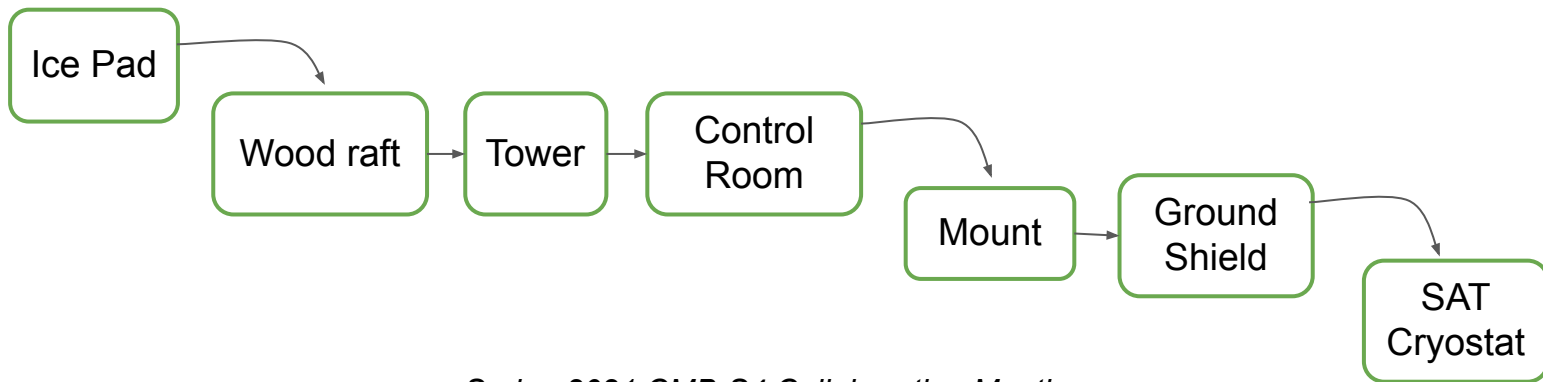 Ice Pad
Wood raft
Tower
Control
Room
Mount
Ground
Shield
SAT
Cryostat